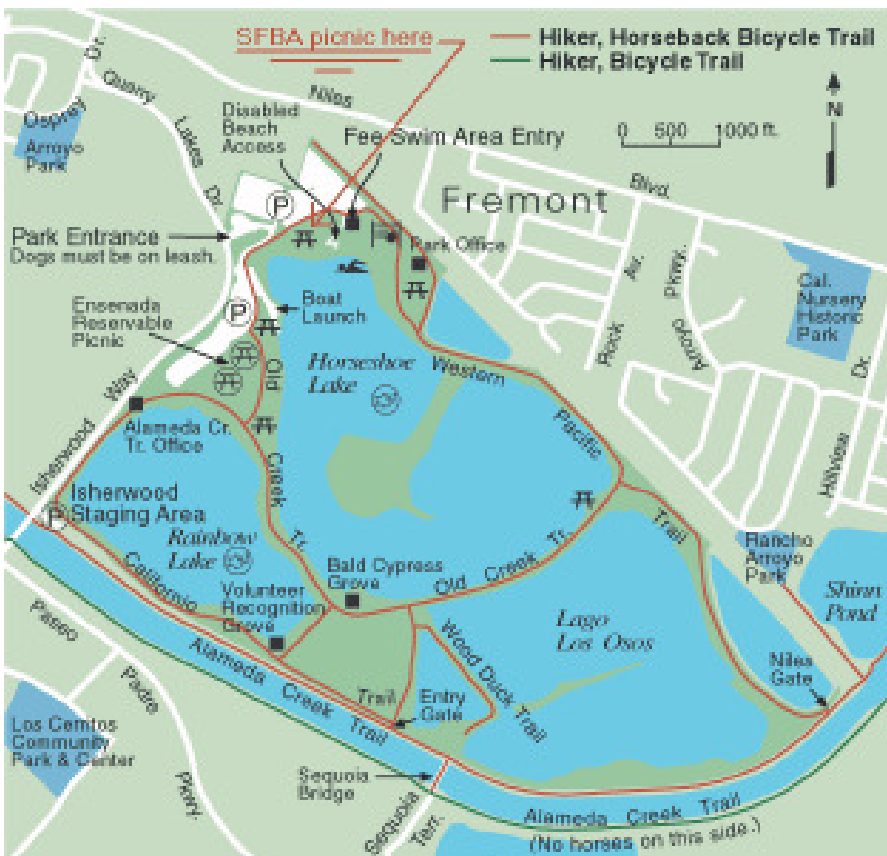 SFBA picnic here
Hiker, Horseback Bicycle Trail
Hiker, Bicycle Trail
N
0 500 1000 ft.
Dr.
Quarry
Lakes
Dr.
Niles
Blvd.
Osprey
Arroyo
Park
Disabled
Beach
Access
Fee Swim Area Entry
Fremont
P
Park Entrance
Dogs must be on leash.
Park Office
Ensenada
Reservable
Picnic
P
Boat
Launch
Rock
Av.
Arroyo
Pkwy.
Cal.
Nursery
Historic
Park
Dr.
Hillview
Horseshoe
Lake
Old
Creek
Tr.
Western
Pacific
Trail
Isherwood
Way
Alameda Cr.
Tr. Office
P
Isherwood
Staging Area
Rainbow
Lake
Bald Cypress
Grove
Old Creek Tr.
Rancho
Arroyo
Park
Shinn
Pond
California
Trail
Volunteer
Recognition
Grove
Lago
Los Osos
Wood Duck Trail
Niles
Gate
Paseo
Padre
Pkwy.
Alameda Creek Trail
Entry
Gate
Los Cerritos
Community
Park & Center
Sequoia
Bridge
Sequoia
Terr.
Alameda Creek Trail
(No horses on this side.)